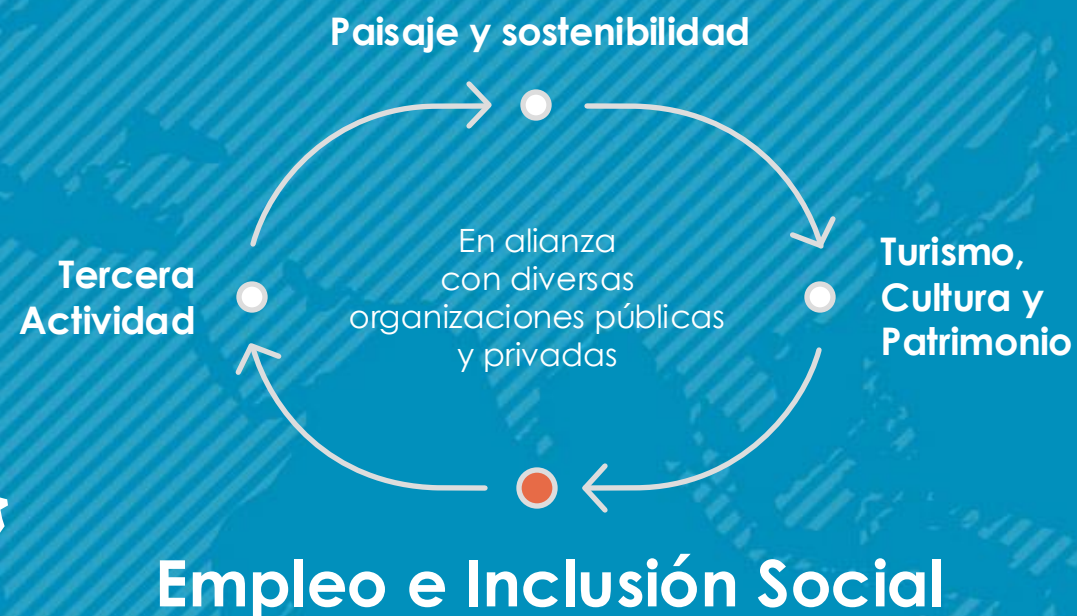 Paisaje y sostenibilidad
En alianza
con diversas
organizaciones públicas
y privadas
Tercera
Actividad
Turismo,
Cultura y
Patrimonio
Empleo e Inclusión Social